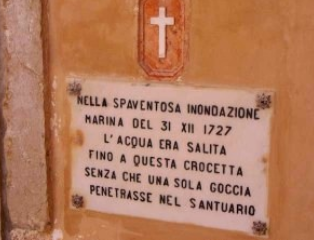 NELLA SPAVENTOSA INONDAZIONE
MARINA DEL 31 XII 1727
L'ACQUA ERA SALITA
FINO A QUESTA CROCETTA
SENZA CHE UNA SOLA GOCCIA
PENETRASSE NEL SANTUARIO